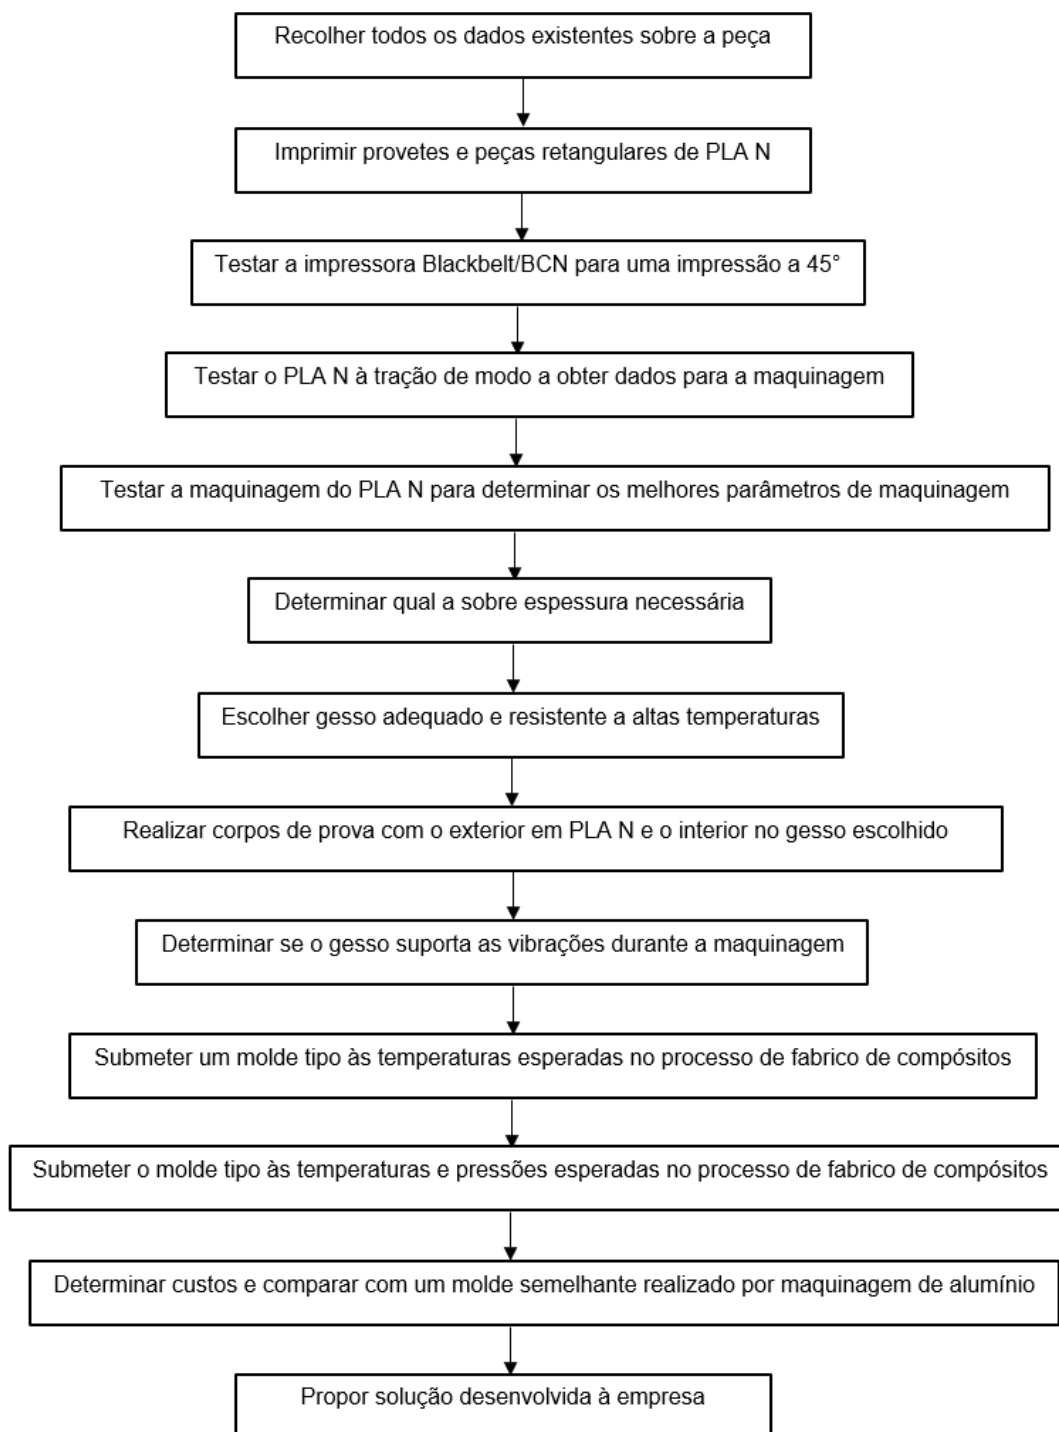 Recolher todos os dados existentes sobre a peça
Imprimir provetes e peças retangulares de PLA N
Testar a impressora Blackbelt/BCN para uma impressão a 45°
Testar o PLA N à tração de modo a obter dados para a maquinagem
Testar a maquinagem do PLA N para determinar os melhores parâmetros de maquinagem
Determinar qual a sobre espessura necessária
Escolher gesso adequado e resistente a altas temperaturas
Realizar corpos de prova com o exterior em PLA N e o interior no gesso escolhido
Determinar se o gesso suporta as vibrações durante a maquinagem
Submeter um molde tipo às temperaturas esperadas no processo de fabrico de compósitos
Submeter o molde tipo às temperaturas e pressões esperadas no processo de fabrico de compósitos
Determinar custos e comparar com um molde semelhante realizado por maquinagem de alumínio
Propor solução desenvolvida à empresa